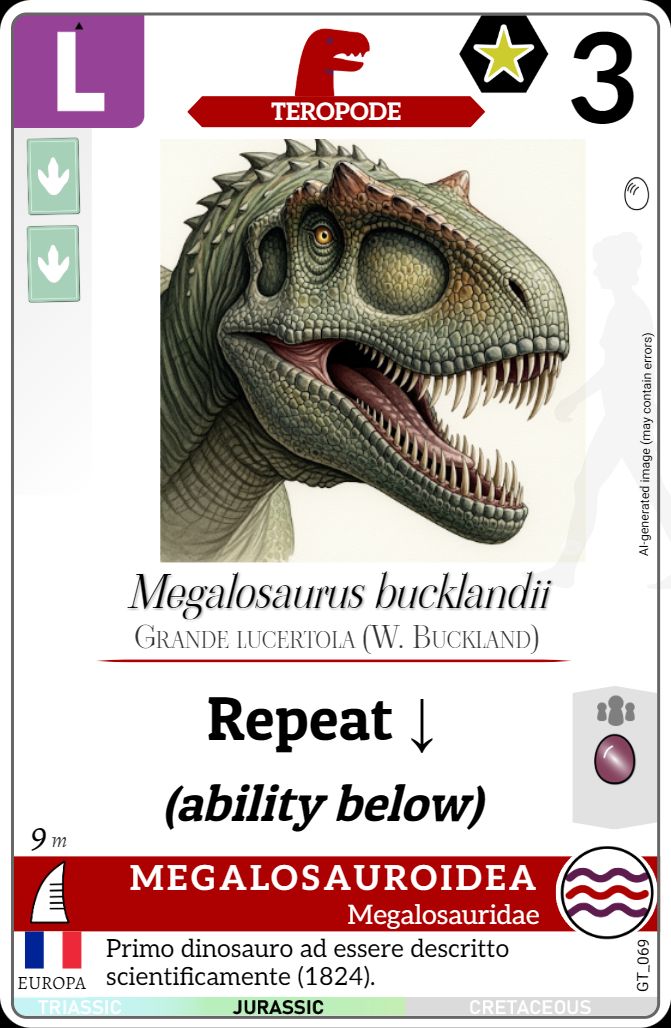 L
3
TEROPODE
AI-generated image (may contain errors)
Megalosaurus bucklandii
Grande lucertola (W. Buckland)
Repeat ↓
(ability below)
9 m
MEGALOSAUROIDEA
Megalosauridae
Primo dinosauro ad essere descritto
scientificamente (1824).
EUROPA
GT_069
TRIASSIC JURASSIC CRETACEOUS